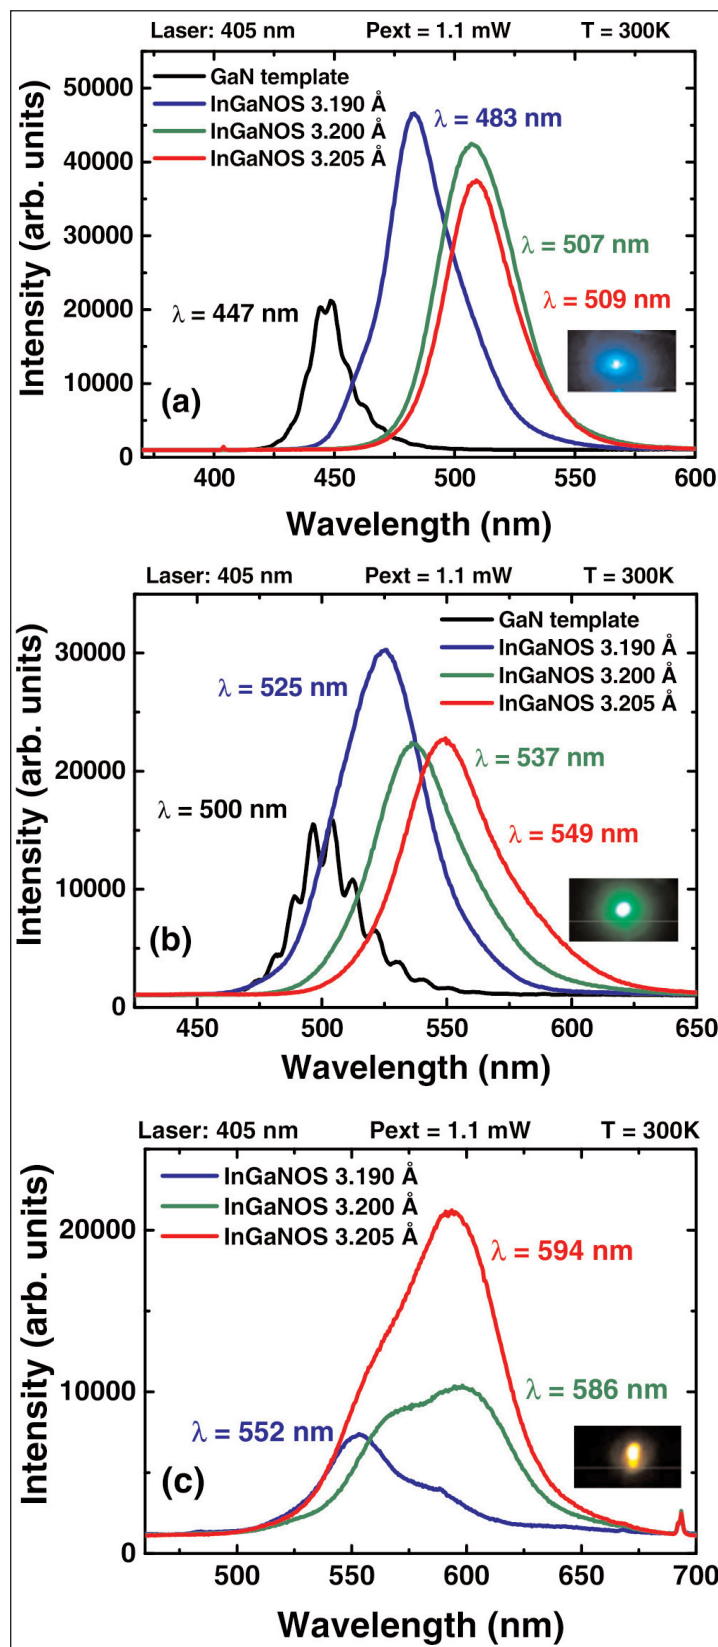 Laser: 405 nm Pext = 1.1 mW T = 300K
50000
40000
30000
20000
10000
0
Intensity (arb. units)
GaN template
InGaNOS 3.190 Å
InGaNOS 3.200 Å
InGaNOS 3.205 Å
λ = 483 nm
λ = 507 nm
λ = 509 nm
λ = 447 nm
(a)
400 450 500 550 600
Wavelength (nm)
Laser: 405 nm Pext = 1.1 mW T = 300K
30000
20000
10000
0
Intensity (arb. units)
GaN template
InGaNOS 3.190 Å
InGaNOS 3.200 Å
InGaNOS 3.205 Å
λ = 525 nm
λ = 537 nm
λ = 500 nm
λ = 549 nm
(b)
450 500 550 600 650
Wavelength (nm)
Laser: 405 nm Pext = 1.1 mW T = 300K
20000
10000
0
Intensity (arb. units)
InGaNOS 3.190 Å
InGaNOS 3.200 Å
InGaNOS 3.205 Å
λ = 594 nm
λ = 586 nm
λ = 552 nm
(c)
500 550 600 650 700
Wavelength (nm)